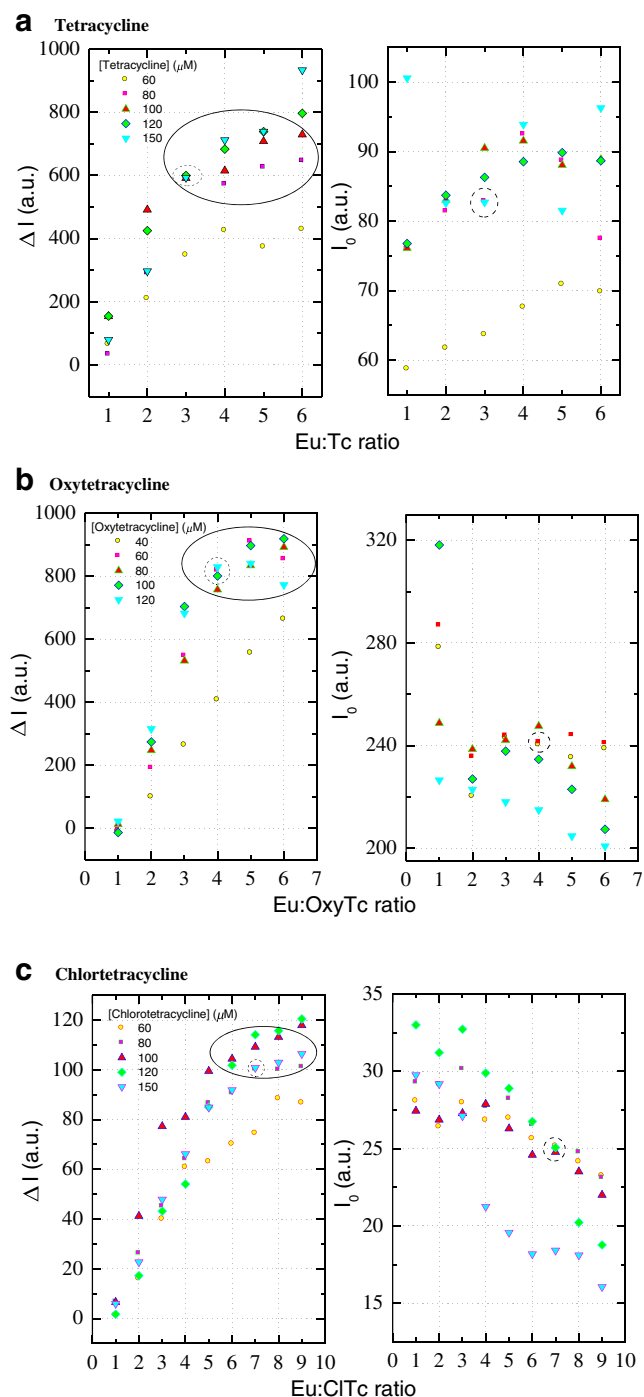 a Tetracycline
1000
800
600
400
200
0
Δ I (a.u.)
[Tetracycline] (μM)
60
80
100
120
150
1 2 3 4 5 6
100
90
80
70
60
I0 (a.u.)
1 2 3 4 5 6
Eu:Tc ratio
b Oxytetracycline
1000
800
600
400
200
0
Δ I (a.u.)
[Oxytetracycline] (μM)
40
60
80
100
120
0 1 2 3 4 5 6 7
320
280
240
200
I0 (a.u.)
0 1 2 3 4 5 6 7
Eu:OxyTc ratio
c Chlortetracycline
120
100
80
60
40
20
0
Δ I (a.u.)
[Chlorotetracycline] (μM)
60
80
100
120
150
0 1 2 3 4 5 6 7 8 9 10
35
30
25
20
15
I0 (a.u.)
0 1 2 3 4 5 6 7 8 9 10
Eu:ClTc ratio